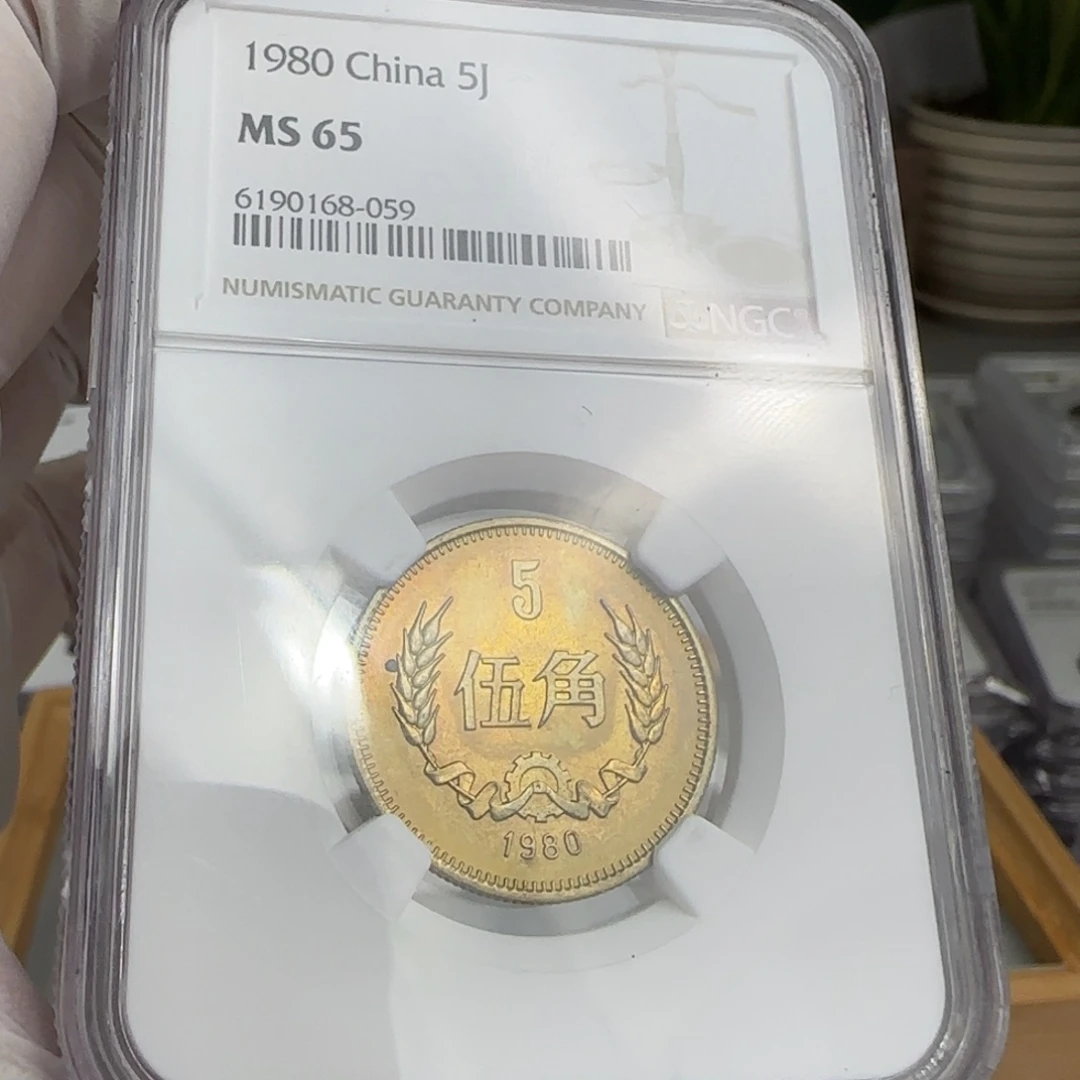 1980 China 5J
MS 65
6190168-059
NUMISMATIC GUARANTY COMPANY NGC
5
伍角
1980